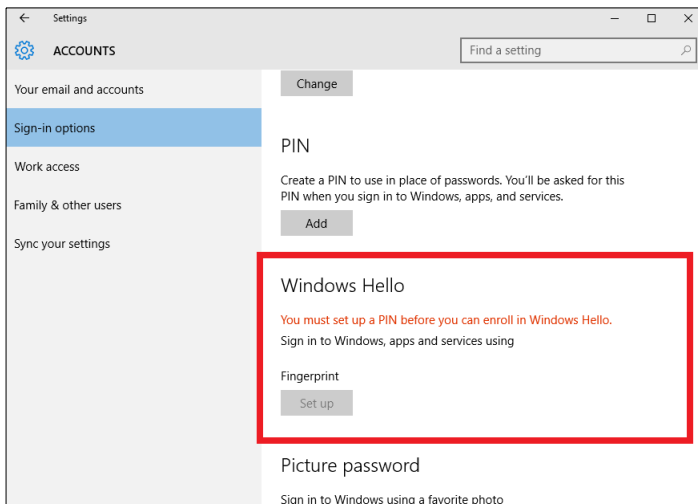 Settings
ACCOUNTS
Find a setting
Your email and accounts
Sign-in options
Work access
Family & other users
Sync your settings
Change
PIN
Create a PIN to use in place of passwords. You'll be asked for this
PIN when you sign in to Windows, apps, and services.
Add
Windows Hello
You must set up a PIN before you can enroll in Windows Hello.
Sign in to Windows, apps and services using
Fingerprint
Set up
Picture password
Sign in to Windows using a favorite photo